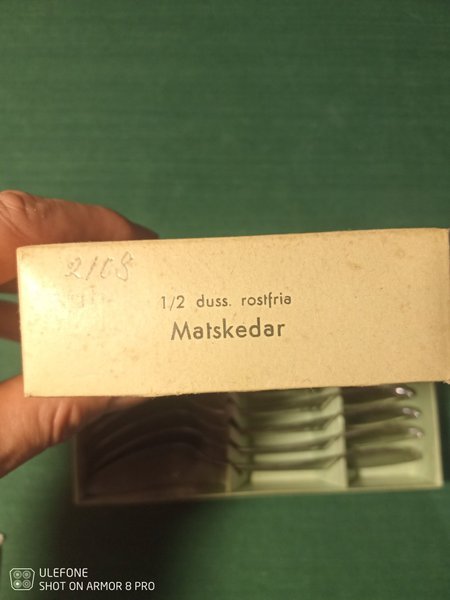 2108
1/2 duss. rostfria
Matskedar
ULEFONE
SHOT ON ARMOR 8 PRO